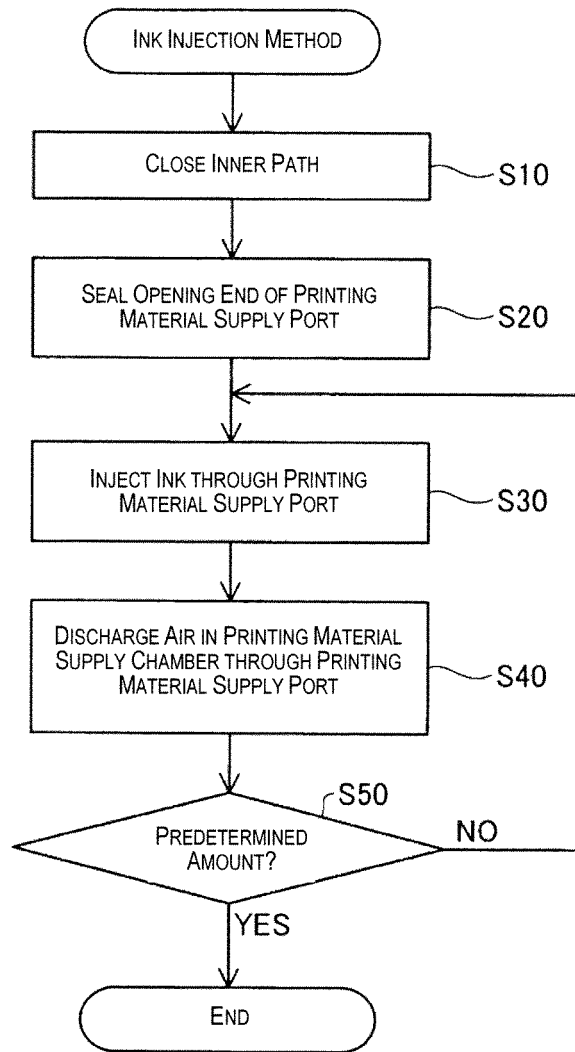 INK INJECTION METHOD
CLOSE INNER PATH
S10
SEAL OPENING END OF PRINTING
MATERIAL SUPPLY PORT
S20
INJECT INK THROUGH PRINTING
MATERIAL SUPPLY PORT
S30
DISCHARGE AIR IN PRINTING MATERIAL
SUPPLY CHAMBER THROUGH PRINTING
MATERIAL SUPPLY PORT
S40
S50
PREDETERMINED
AMOUNT?
NO
YES
END